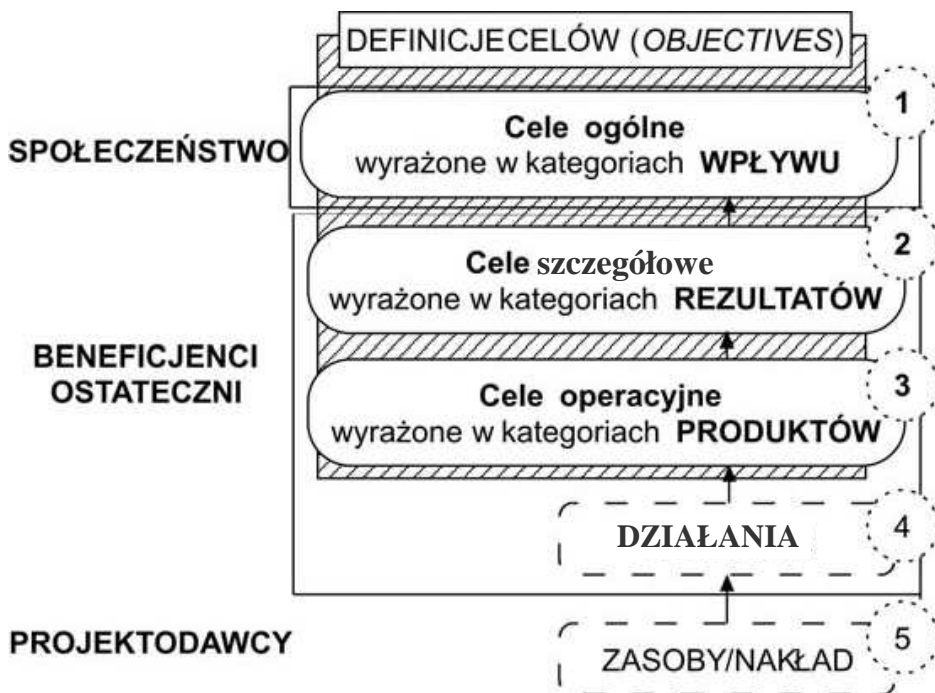 DEFINICJECELÓW (OBJECTIVES)
1
SPOŁECZEŃSTWO
Cele ogólne
wyrażone w kategoriach WPŁYWU
2
Cele szczegółowe
wyrażone w kategoriach REZULTATÓW
BENEFICJENCI
OSTATECZNI
3
Cele operacyjne
wyrażone w kategoriach PRODUKTÓW
DZIAŁANIA
4
PROJEKTODAWCY
ZASOBY/NAKŁAD
5